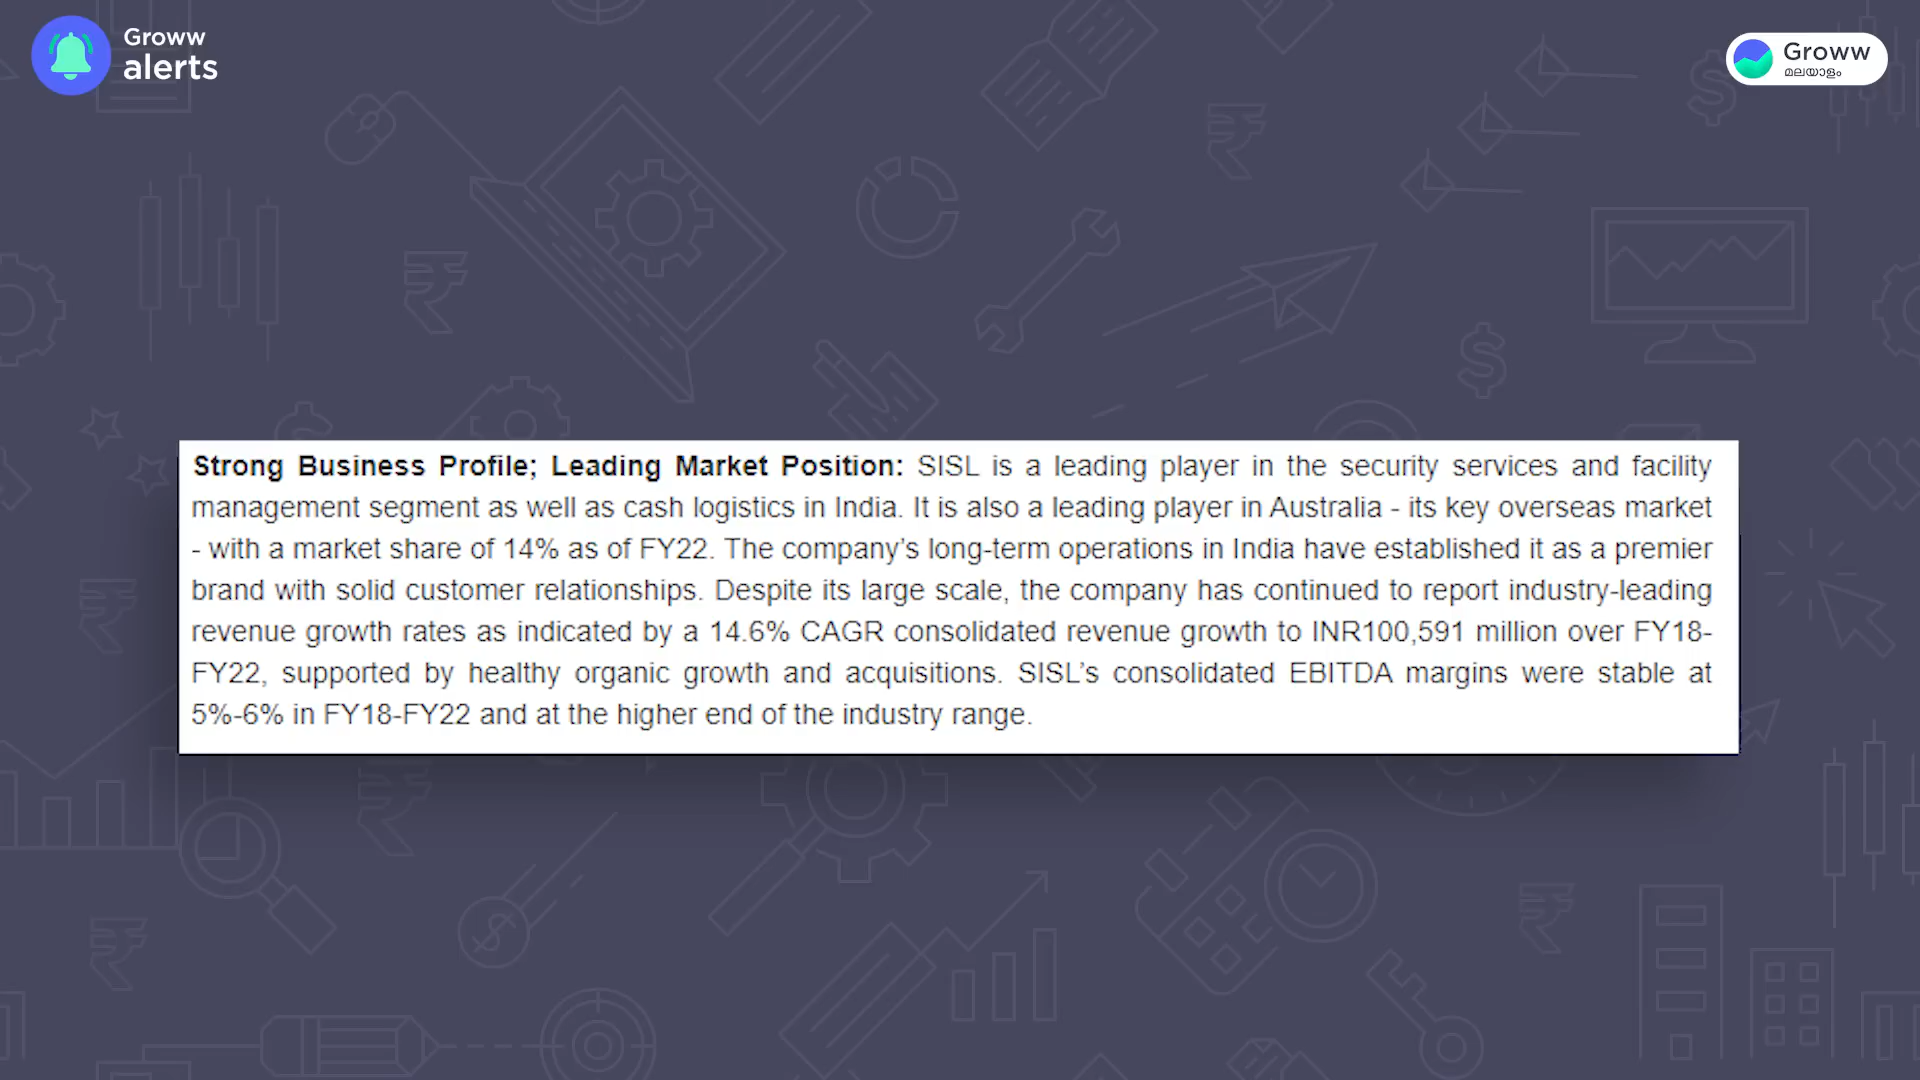 Groww
alerts
Groww
മലയാളം
Strong Business Profile; Leading Market Position: SISL is a leading player in the security services and facility
management segment as well as cash logistics in India. It is also a leading player in Australia - its key overseas market
- with a market share of 14% as of FY22. The company's long-term operations in India have established it as a premier
brand with solid customer relationships. Despite its large scale, the company has continued to report industry-leading
revenue growth rates as indicated by a 14.6% CAGR consolidated revenue growth to INR100,591 million over FY18-
FY22, supported by healthy organic growth and acquisitions. SISL's consolidated EBITDA margins were stable at
5%-6% in FY18-FY22 and at the higher end of the industry range.